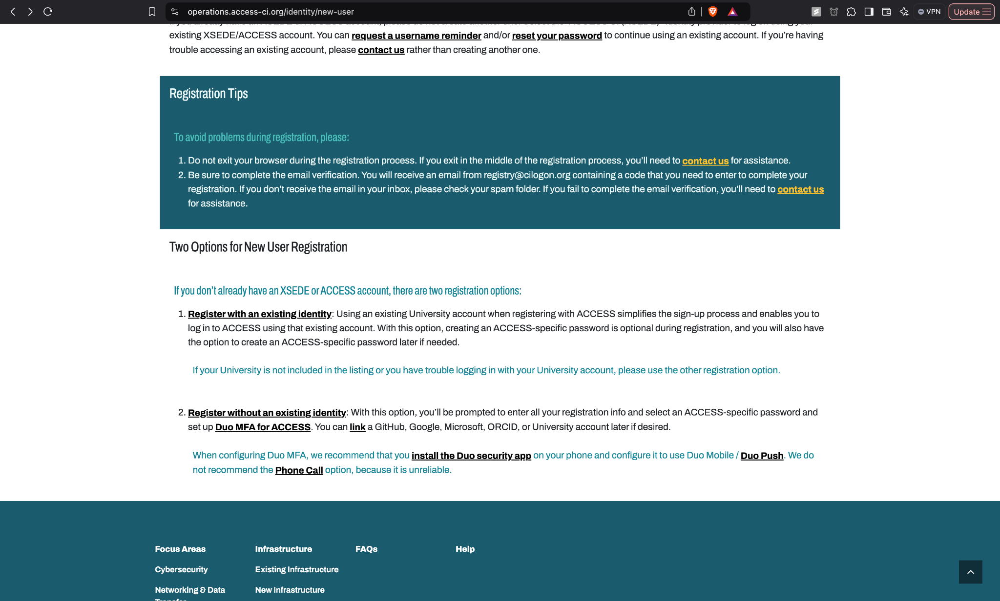 operations.access-ci.org/identity/new-user
VPN
Update
existing XSEDE/ACCESS account. You can request a username reminder and/or reset your password to continue using an existing account. If you’re having
trouble accessing an existing account, please contact us rather than creating another one.
Registration Tips
To avoid problems during registration, please:
1. Do not exit your browser during the registration process. If you exit in the middle of the registration process, you’ll need to contact us for assistance.
2. Be sure to complete the email verification. You will receive an email from registry@cilogon.org containing a code that you need to enter to complete your
registration. If you don’t receive the email in your inbox, please check your spam folder. If you fail to complete the email verification, you’ll need to contact us
for assistance.
Two Options for New User Registration
If you don’t already have an XSEDE or ACCESS account, there are two registration options:
1. Register with an existing identity: Using an existing University account when registering with ACCESS simplifies the sign-up process and enables you to
log in to ACCESS using that existing account. With this option, creating an ACCESS-specific password is optional during registration, and you will also have
the option to create an ACCESS-specific password later if needed.
If your University is not included in the listing or you have trouble logging in with your University account, please use the other registration option.
2. Register without an existing identity: With this option, you’ll be prompted to enter all your registration info and select an ACCESS-specific password and
set up Duo MFA for ACCESS. You can link a GitHub, Google, Microsoft, ORCID, or University account later if desired.
When configuring Duo MFA, we recommend that you install the Duo security app on your phone and configure it to use Duo Mobile / Duo Push. We do
not recommend the Phone Call option, because it is unreliable.
Focus Areas
Cybersecurity
Networking & Data
Infrastructure
Existing Infrastructure
New Infrastructure
FAQs
Help